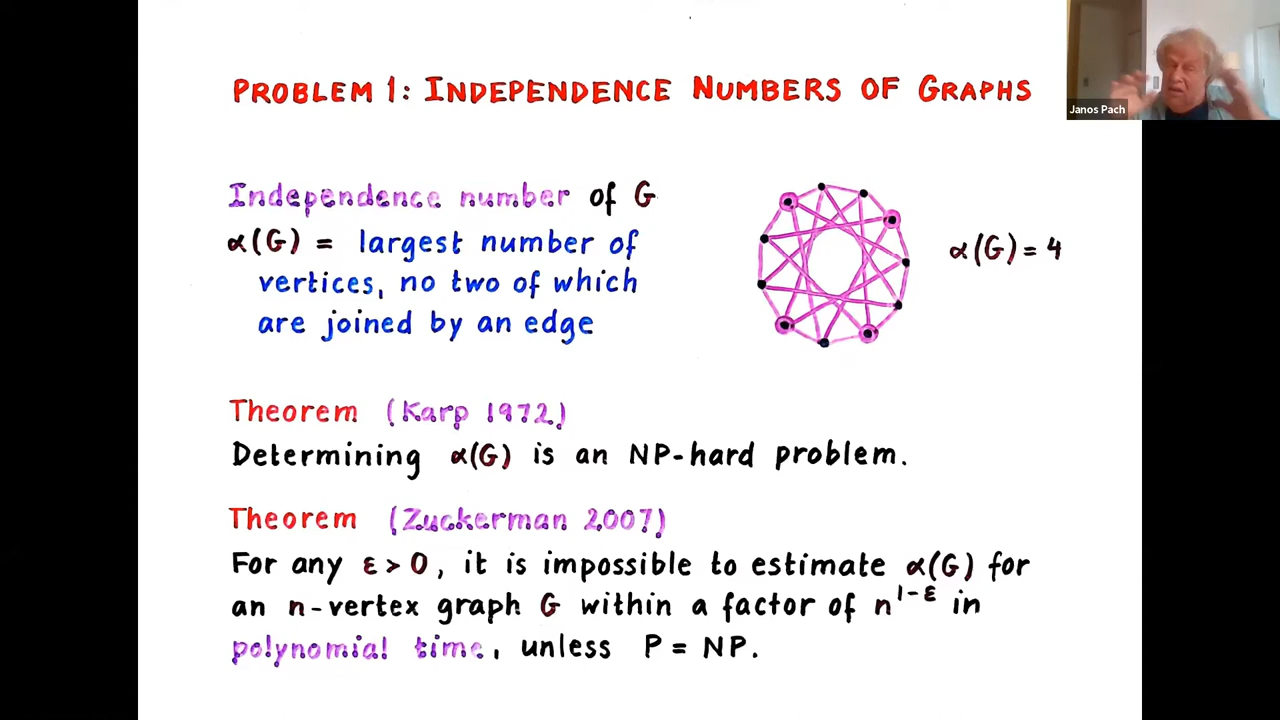 PROBLEM 1: INDEPENDENCE NUMBERS OF GRAPHS
Janos Pach
Independence number of G
α(G) = largest number of
vertices, no two of which
are joined by an edge
α(G) = 4
Theorem (Karp 1972)
Determining α(G) is an NP-hard problem.
Theorem (Zuckerman 2007)
For any ε > 0, it is impossible to estimate α(G) for
an n-vertex graph G within a factor of n^{1-ε} in
polynomial time, unless P = NP.